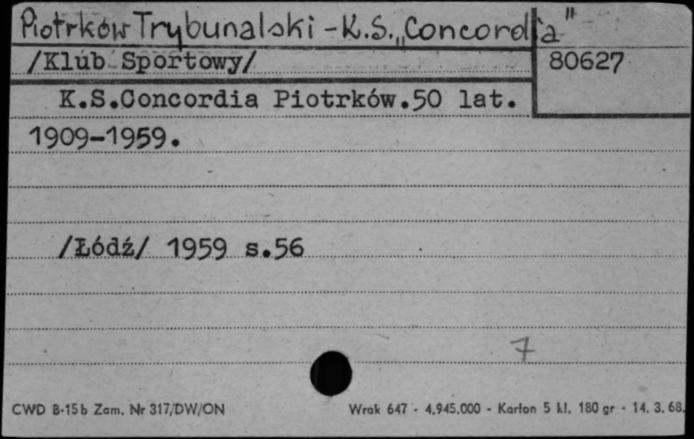 Piotrków Trybunalski - K.S. „Concordia"
/Klub Sportowy/ 80627
K.S.Concordia Piotrków.50 lat.
1909-1959.
/Łódź/ 1959 s.56
7
CWD B-15b Zam. Nr 317/DW/ON Wrak 647 - 4.945.000 - Karton 5 kl. 180 gr - 14. 3. 68.